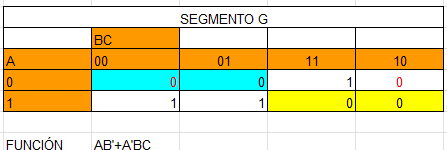 SEGMENTO G
BC
A 00 01 11 10
0 0 0 1 0
1 1 1 0 0
FUNCIÓN AB'+A'BC